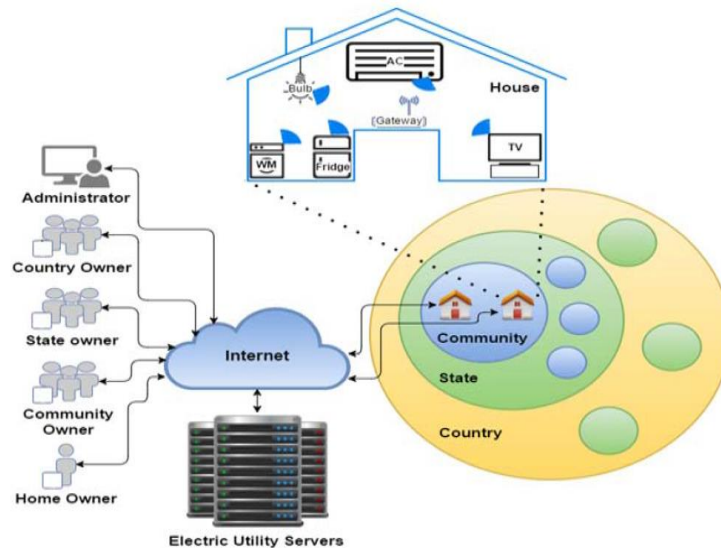 AC
Bulb
House
(Gateway)
TV
WM
Fridge
Administrator
Country Owner
State owner
Internet
Community
Community
Owner
State
Country
Home Owner
Electric Utility Servers